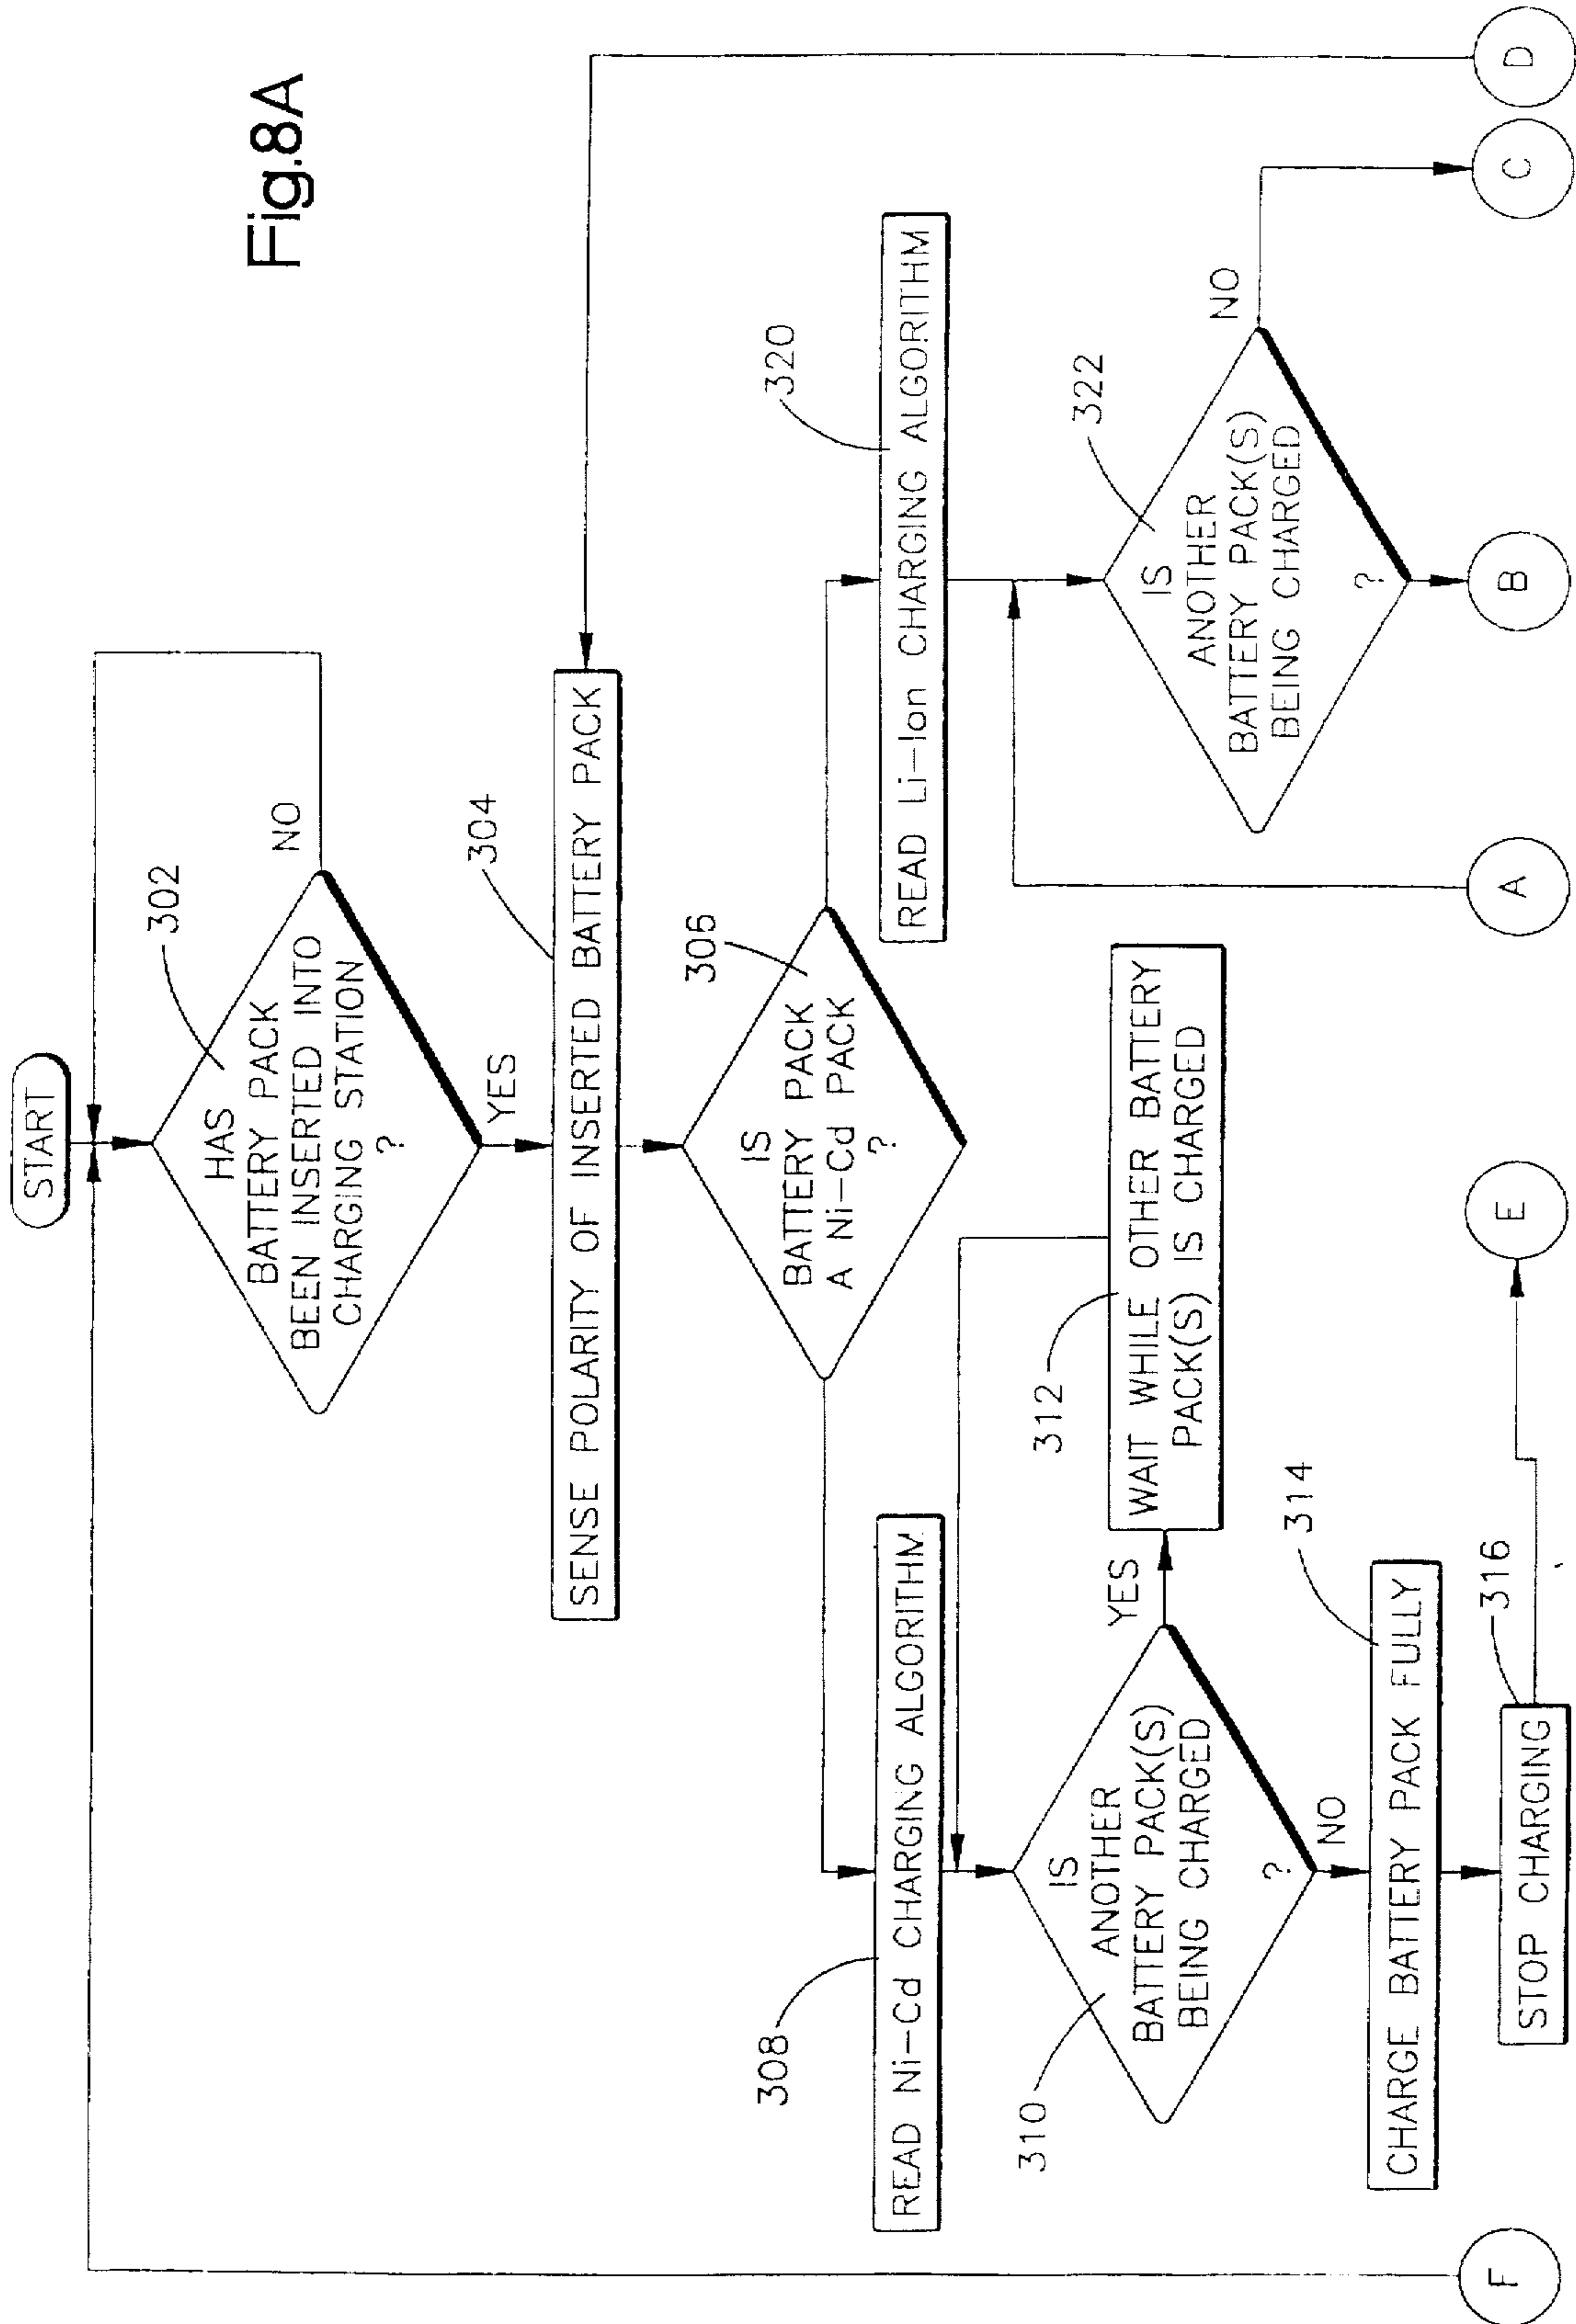 Fig.8A
START
HAS
BATTERY PACK
BEEN INSERTED INTO
CHARGING STATION
?
302
NO
YES
304
SENSE POLARITY OF INSERTED BATTERY PACK
IS
BATTERY PACK
A Ni-Cd PACK
?
306
308
READ Ni-Cd CHARGING ALGORITHM
320
READ Li-Ion CHARGING ALGORITHM
310
IS
ANOTHER
BATTERY PACK(S)
BEING CHARGED
?
YES
NO
312
WAIT WHILE OTHER BATTERY
PACK(S) IS CHARGED
322
IS
ANOTHER
BATTERY PACK(S)
BEING CHARGED
?
NO
314
CHARGE BATTERY PACK FULLY
316
STOP CHARGING
F
E
A
B
C
D